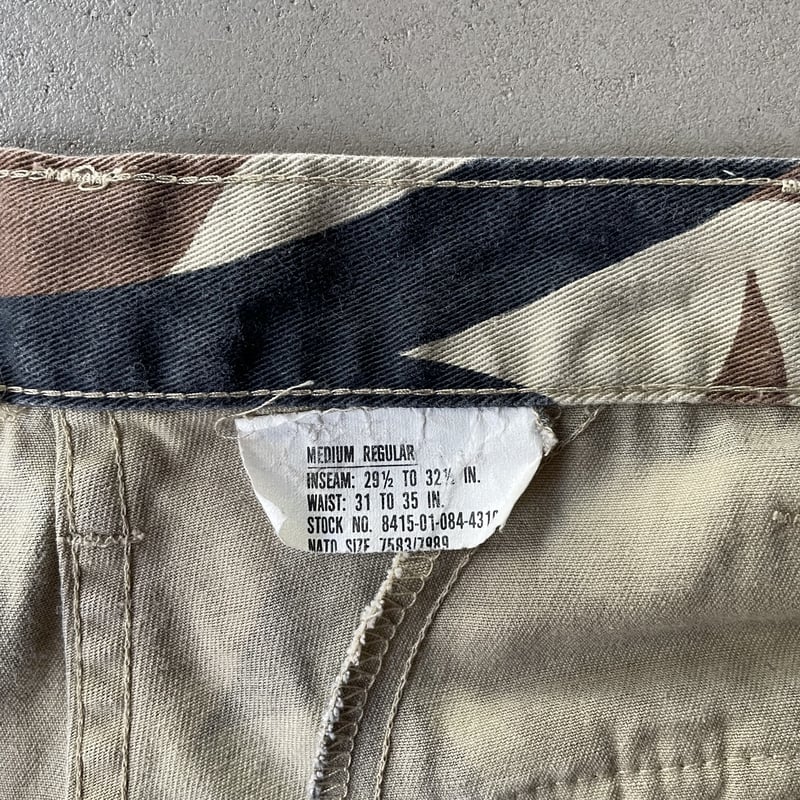 MEDIUM REGULAR
INSEAM: 29½ TO 32½ IN.
WAIST: 31 TO 35 IN.
STOCK NO. 8415-01-084-431
NATO SIZE 7583/7989